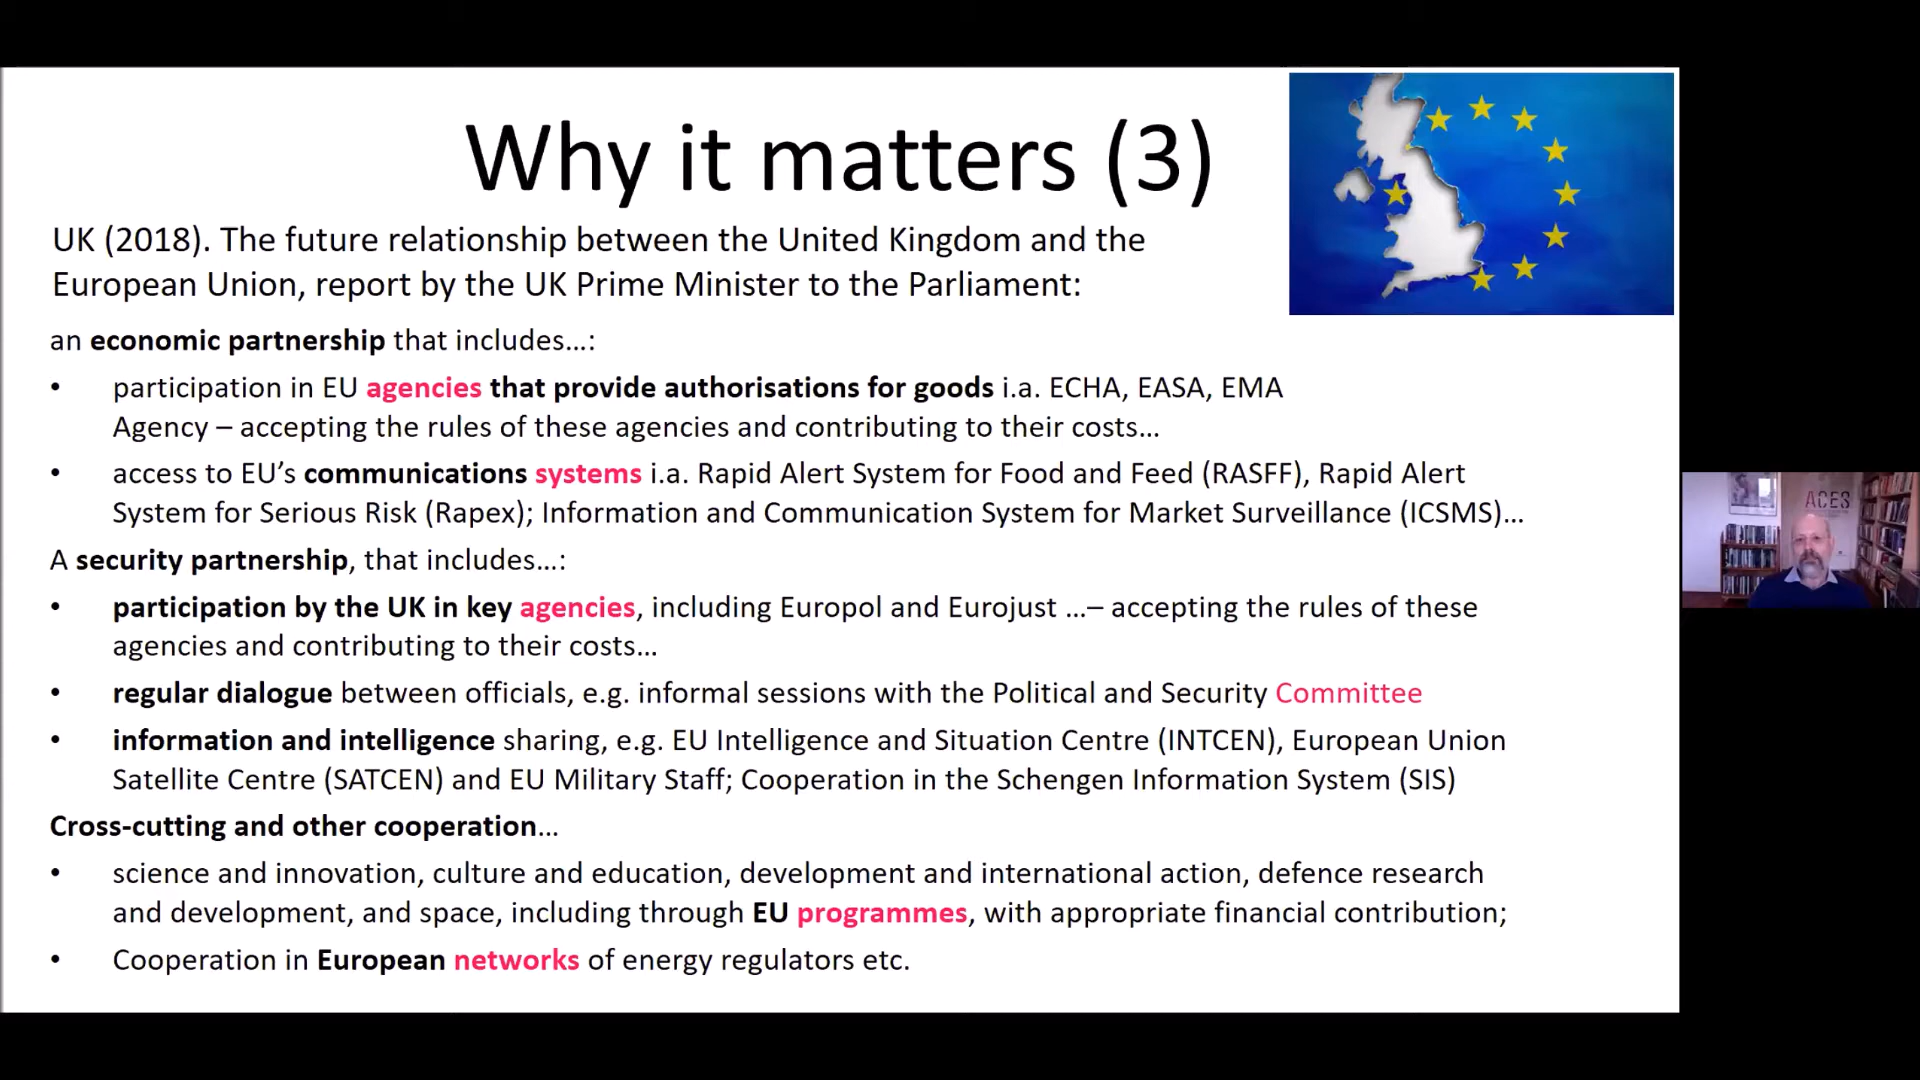 Why it matters (3)
UK (2018). The future relationship between the United Kingdom and the
European Union, report by the UK Prime Minister to the Parliament:
an economic partnership that includes…:
• participation in EU agencies that provide authorisations for goods i.a. ECHA, EASA, EMA
Agency – accepting the rules of these agencies and contributing to their costs…
• access to EU’s communications systems i.a. Rapid Alert System for Food and Feed (RASFF), Rapid Alert
System for Serious Risk (Rapex); Information and Communication System for Market Surveillance (ICSMS)…
A security partnership, that includes…:
• participation by the UK in key agencies, including Europol and Eurojust …– accepting the rules of these
agencies and contributing to their costs…
• regular dialogue between officials, e.g. informal sessions with the Political and Security Committee
• information and intelligence sharing, e.g. EU Intelligence and Situation Centre (INTCEN), European Union
Satellite Centre (SATCEN) and EU Military Staff; Cooperation in the Schengen Information System (SIS)
Cross-cutting and other cooperation…
• science and innovation, culture and education, development and international action, defence research
and development, and space, including through EU programmes, with appropriate financial contribution;
• Cooperation in European networks of energy regulators etc.
ACES